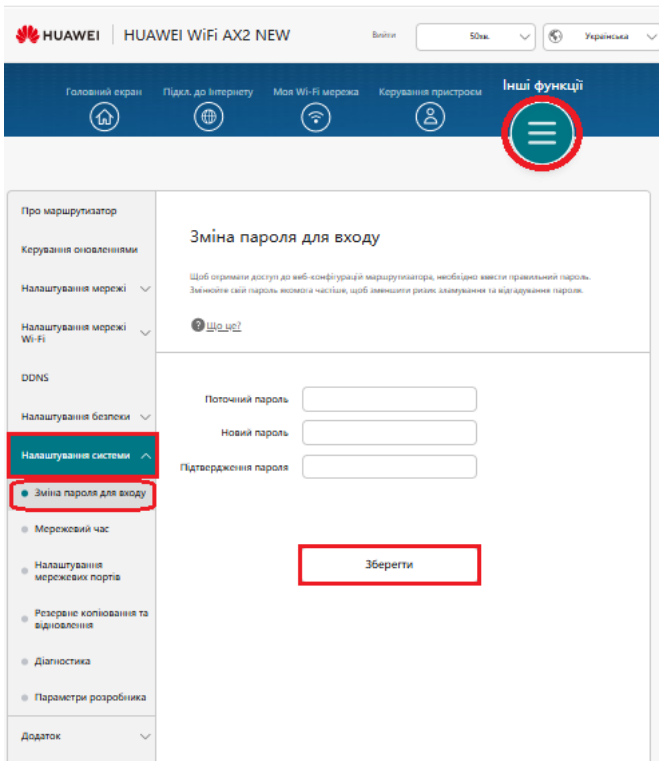 HUAWEI
HUAWEI WiFi AX2 NEW
Вийти
50хв.
Українська
Головний екран
Підкл. до Інтернету
Моя Wi-Fi мережа
Керування пристроєм
Інші функції
Про маршрутизатор
Керування оновленнями
Налаштування мережі
Налаштування мережі
Wi-Fi
DDNS
Налаштування безпеки
Налаштування системи
Зміна пароля для входу
Мережевий час
Налаштування
мережевих портів
Резервне копіювання та
відновлення
Діагностика
Параметри розробника
Додаток
Зміна пароля для входу
Щоб отримати доступ до веб-конфігурацій маршрутизатора, необхідно ввести правильний пароль.
Змінюйте свій пароль якомога частіше, щоб зменшити ризик зламування та відгадування пароля.
Що це?
Поточний пароль
Новий пароль
Підтвердження пароля
Зберегти